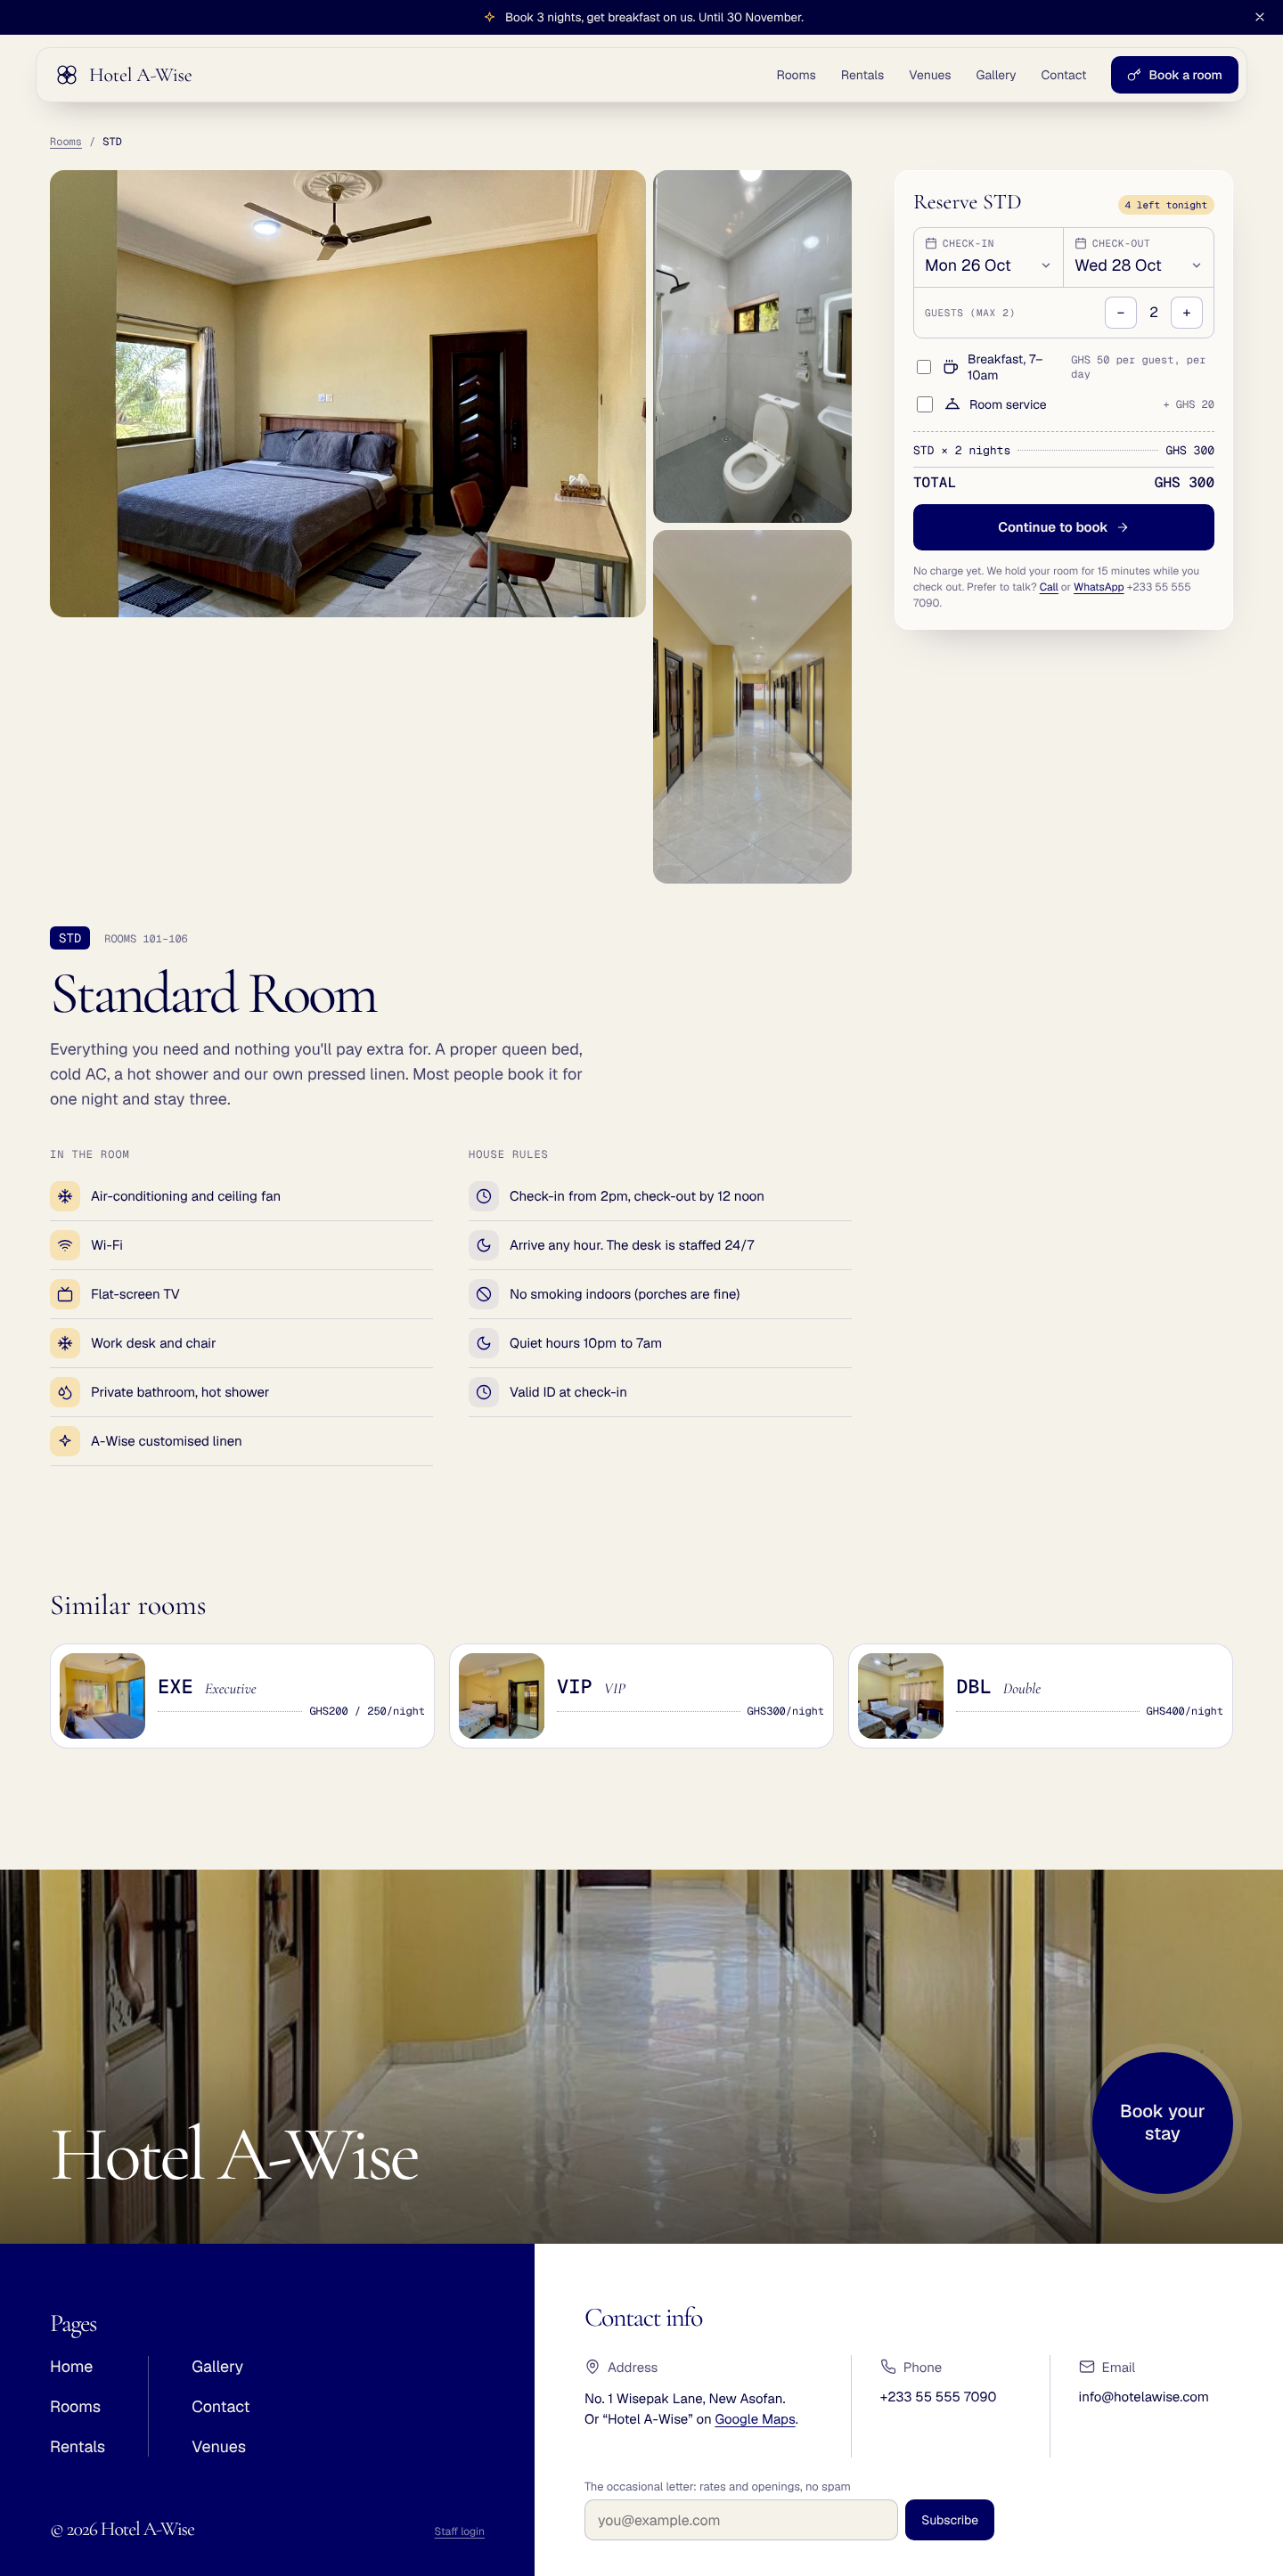 Book 3 nights, get breakfast on us. Until 30 November.
Hotel A-Wise
Rooms
Rentals
Venues
Gallery
Contact
Book a room
Rooms / STD
Reserve STD
4 left tonight
CHECK-IN
Mon 26 Oct
CHECK-OUT
Wed 28 Oct
GUESTS (MAX 2)
− 2 +
Breakfast, 7–
10am
GHS 50 per guest, per
day
Room service
+ GHS 20
STD × 2 nights
GHS 300
TOTAL
GHS 300
Continue to book →
No charge yet. We hold your room for 15 minutes while you
check out. Prefer to talk? Call or WhatsApp +233 55 555
7090.
STD
ROOMS 101–106
Standard Room
Everything you need and nothing you'll pay extra for. A proper queen bed,
cold AC, a hot shower and our own pressed linen. Most people book it for
one night and stay three.
IN THE ROOM
Air-conditioning and ceiling fan
Wi-Fi
Flat-screen TV
Work desk and chair
Private bathroom, hot shower
A-Wise customised linen
HOUSE RULES
Check-in from 2pm, check-out by 12 noon
Arrive any hour. The desk is staffed 24/7
No smoking indoors (porches are fine)
Quiet hours 10pm to 7am
Valid ID at check-in
Similar rooms
EXE Executive
GHS200 / 250/night
VIP VIP
GHS300/night
DBL Double
GHS400/night
Hotel A-Wise
Book your
stay
Pages
Home
Rooms
Rentals
Gallery
Contact
Venues
© 2026 Hotel A-Wise
Staff login
Contact info
Address
No. 1 Wisepak Lane, New Asofan.
Or “Hotel A-Wise” on Google Maps.
Phone
+233 55 555 7090
Email
info@hotelawise.com
The occasional letter: rates and openings, no spam
you@example.com
Subscribe